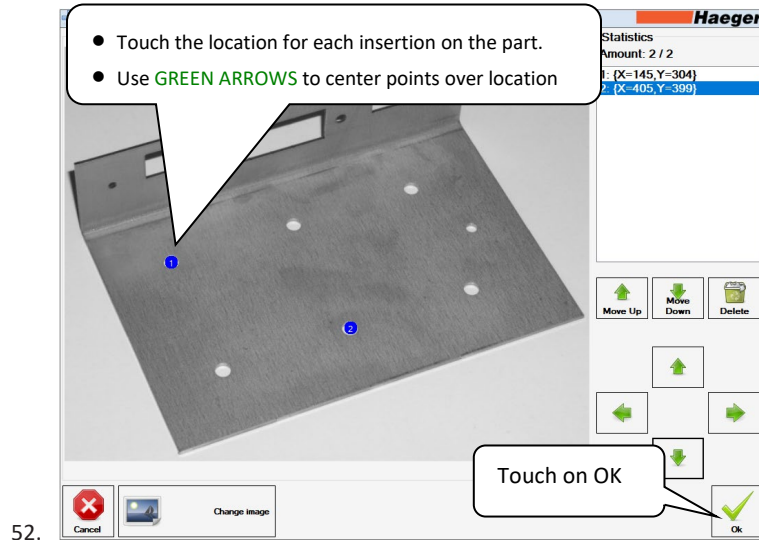 Haeger
• Touch the location for each insertion on the part.
• Use GREEN ARROWS to center points over location
Statistics
Amount: 2 / 2
1: {X=145,Y=304}
2: {X=405,Y=399}
1
2
Move Up
Move Down
Delete
Touch on OK
Cancel
Change image
Ok
52.